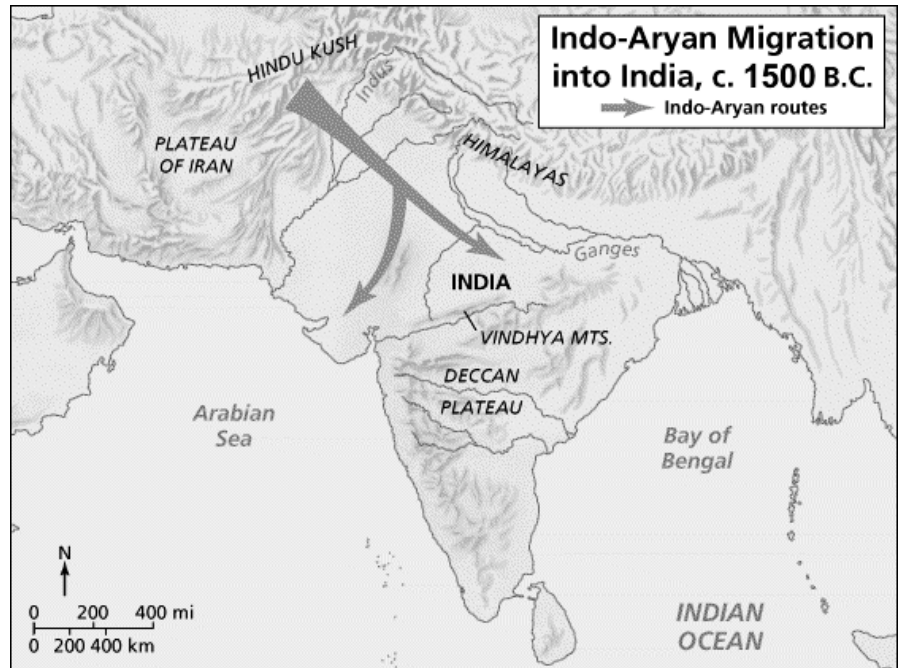 Indo-Aryan Migration
into India, c. 1500 B.C.
Indo-Aryan routes
HINDU KUSH
Indus
PLATEAU
OF IRAN
HIMALAYAS
Ganges
INDIA
VINDHYA MTS.
DECCAN
PLATEAU
Arabian
Sea
Bay of
Bengal
N
0 200 400 mi
0 200 400 km
INDIAN
OCEAN